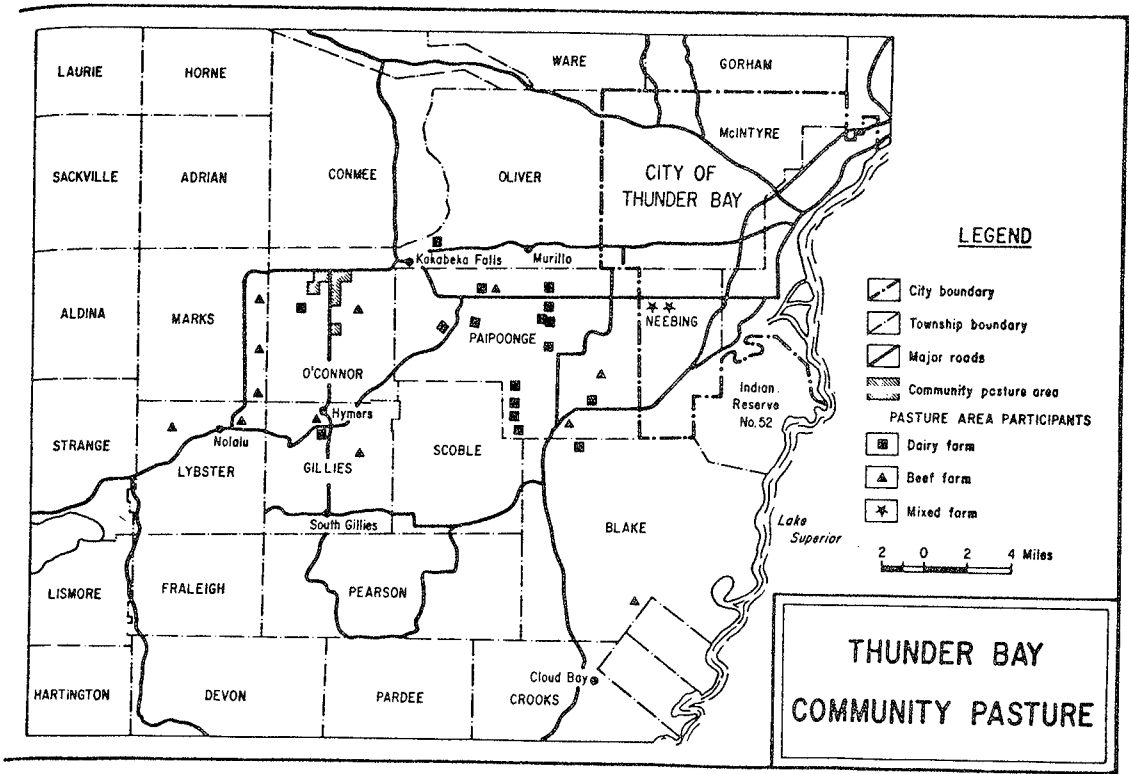 LAURIE
HORNE
WARE
GORHAM
McINTYRE
SACKVILLE
ADRIAN
CONMEE
OLIVER
CITY OF
THUNDER BAY
Kakabeka Falls
Murillo
ALDINA
MARKS
O'CONNOR
PAIPOONGE
NEEBING
Indian
Reserve
No. 52
Hymers
Nolalu
STRANGE
LYBSTER
GILLIES
SCOBLE
South Gillies
BLAKE
Lake
Superior
LISMORE
FRALEIGH
PEARSON
Cloud Bay
HARTINGTON
DEVON
PARDEE
CROOKS
LEGEND
City boundary
Township boundary
Major roads
Community pasture area
PASTURE AREA PARTICIPANTS
Dairy farm
Beef farm
Mixed farm
2 0 2 4 Miles
THUNDER BAY
COMMUNITY PASTURE